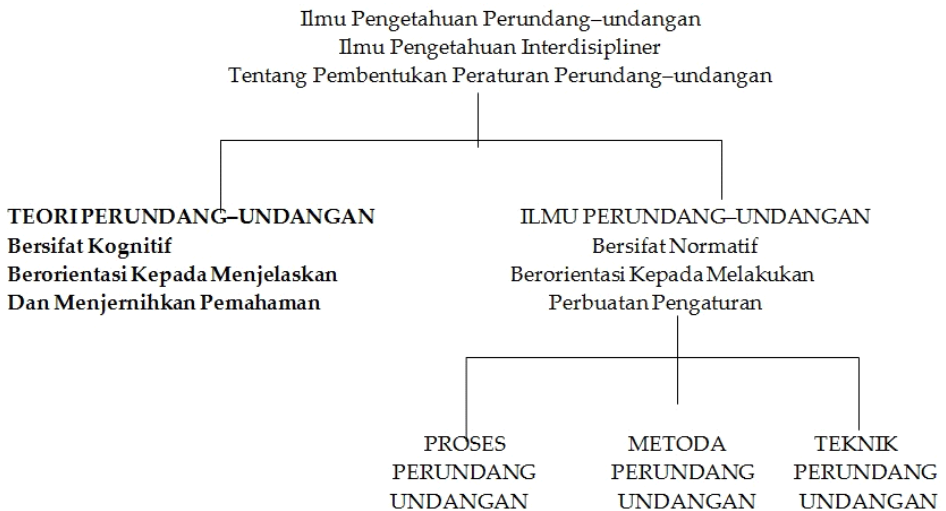 Ilmu Pengetahuan Perundang–undangan
Ilmu Pengetahuan Interdisipliner
Tentang Pembentukan Peraturan Perundang–undangan
TEORI PERUNDANG–UNDANGAN
Bersifat Kognitif
Berorientasi Kepada Menjelaskan
Dan Menjernihkan Pemahaman
ILMU PERUNDANG–UNDANGAN
Bersifat Normatif
Berorientasi Kepada Melakukan
Perbuatan Pengaturan
PROSES
PERUNDANG
UNDANGAN
METODA
PERUNDANG
UNDANGAN
TEKNIK
PERUNDANG
UNDANGAN